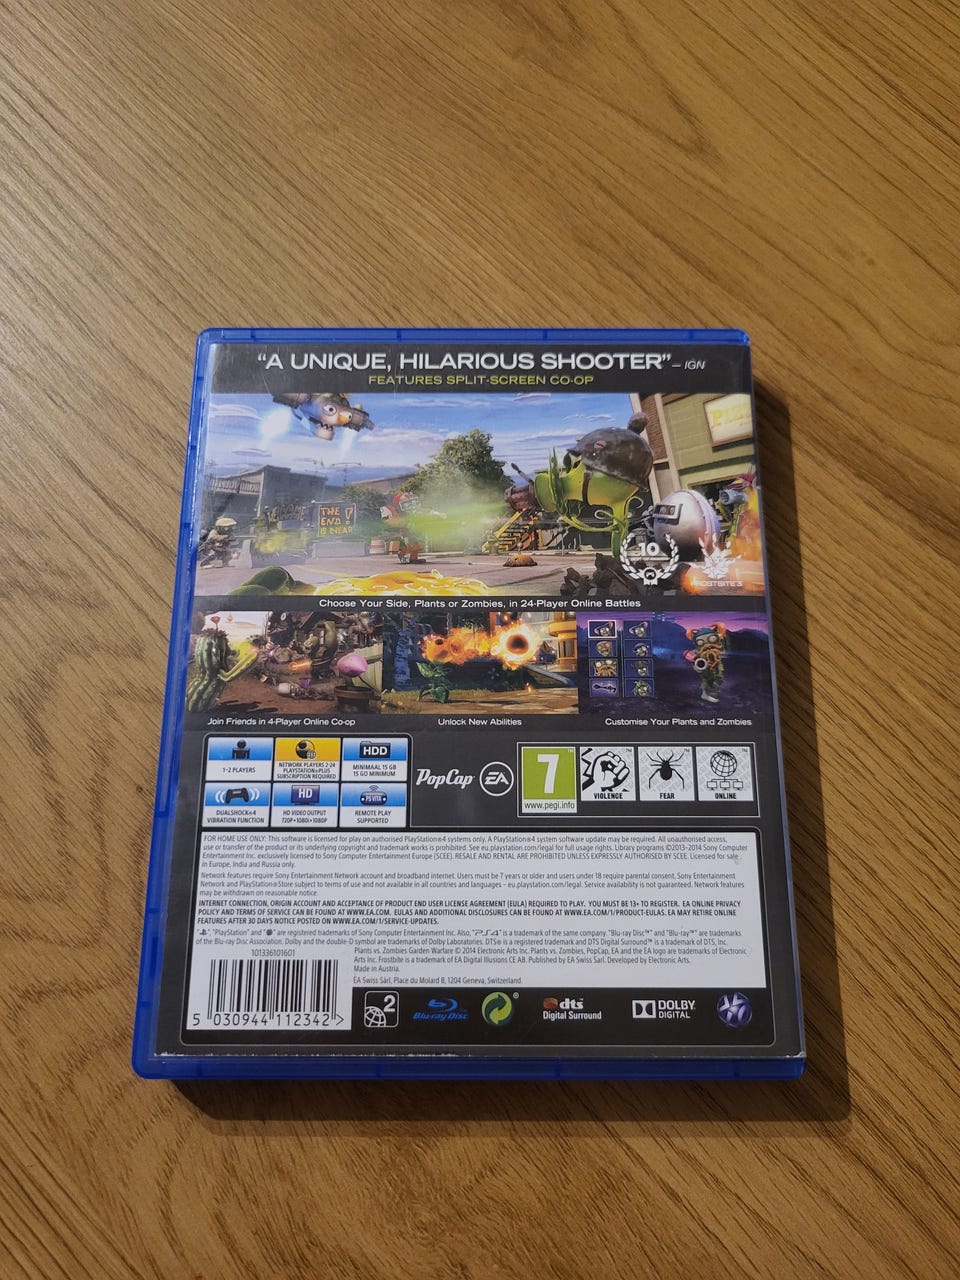 “A UNIQUE, HILARIOUS SHOOTER” – IGN
FEATURES SPLIT-SCREEN CO-OP
WELCOME
THE
END
IS NEAR
!
10
FROSTBITE 3
Choose Your Side, Plants or Zombies, in 24-Player Online Battles
Join Friends in 4-Player Online Co-op
Unlock New Abilities
Customise Your Plants and Zombies
1-2 PLAYERS
NETWORK PLAYERS 2-24
PLAYSTATION®PLUS
SUBSCRIPTION REQUIRED
HDD
MINIMAAL 15 GB
15 GO MINIMUM
DUALSHOCK®4
VIBRATION FUNCTION
HD
HD VIDEO OUTPUT
720P•1080i•1080P
PS VITA
REMOTE PLAY
SUPPORTED
PopCap
EA
7
www.pegi.info
VIOLENCE
FEAR
ONLINE
FOR HOME USE ONLY: This software is licensed for play on authorised PlayStation®4 systems only. A PlayStation®4 system software update may be required. All unauthorised access,
use or transfer of the product or its underlying copyright and trademark works is prohibited. See eu.playstation.com/legal for full usage rights. Library programs ©2013-2014 Sony Computer
Entertainment Inc. exclusively licensed to Sony Computer Entertainment Europe (SCEE). RESALE AND RENTAL ARE PROHIBITED UNLESS EXPRESSLY AUTHORISED BY SCEE. Licensed for sale
in Europe, India and Russia only.
Network features require Sony Entertainment Network account and broadband internet. Users must be 7 years or older and users under 18 require parental consent. Sony Entertainment
Network and PlayStation®Store subject to terms of use and not available in all countries and languages – eu.playstation.com/legal. Service availability is not guaranteed. Network features
may be withdrawn on reasonable notice.
INTERNET CONNECTION, ORIGIN ACCOUNT AND ACCEPTANCE OF PRODUCT END USER LICENSE AGREEMENT (EULA) REQUIRED TO PLAY. YOU MUST BE 13+ TO REGISTER. EA ONLINE PRIVACY
POLICY AND TERMS OF SERVICE CAN BE FOUND AT WWW.EA.COM. EULAS AND ADDITIONAL DISCLOSURES CAN BE FOUND AT WWW.EA.COM/1/PRODUCT-EULAS. EA MAY RETIRE ONLINE
FEATURES AFTER 30 DAYS NOTICE POSTED ON WWW.EA.COM/1/SERVICE-UPDATES.
"PlayStation" and are registered trademarks of Sony Computer Entertainment Inc. Also, "PS4" is a trademark of the same company. "Blu-ray Disc™" and "Blu-ray™" are trademarks
of the Blu-ray Disc Association. Dolby and the double-D symbol are trademarks of Dolby Laboratories. DTS® is a registered trademark and DTS Digital Surround™ is a trademark of DTS, Inc.
Plants vs. Zombies Garden Warfare © 2014 Electronic Arts Inc. Plants vs. Zombies, PopCap, EA and the EA logo are trademarks of Electronic
Arts Inc. Frostbite is a trademark of EA Digital Illusions CE AB. Published by EA Swiss Sarl. Developed by Electronic Arts.
Made in Austria.
EA Swiss Sàrl, Place du Molard 8, 1204 Geneva, Switzerland.
101336101601
5 030944 112342 >
2
Blu-ray Disc
dts
Digital Surround
DOLBY
DIGITAL